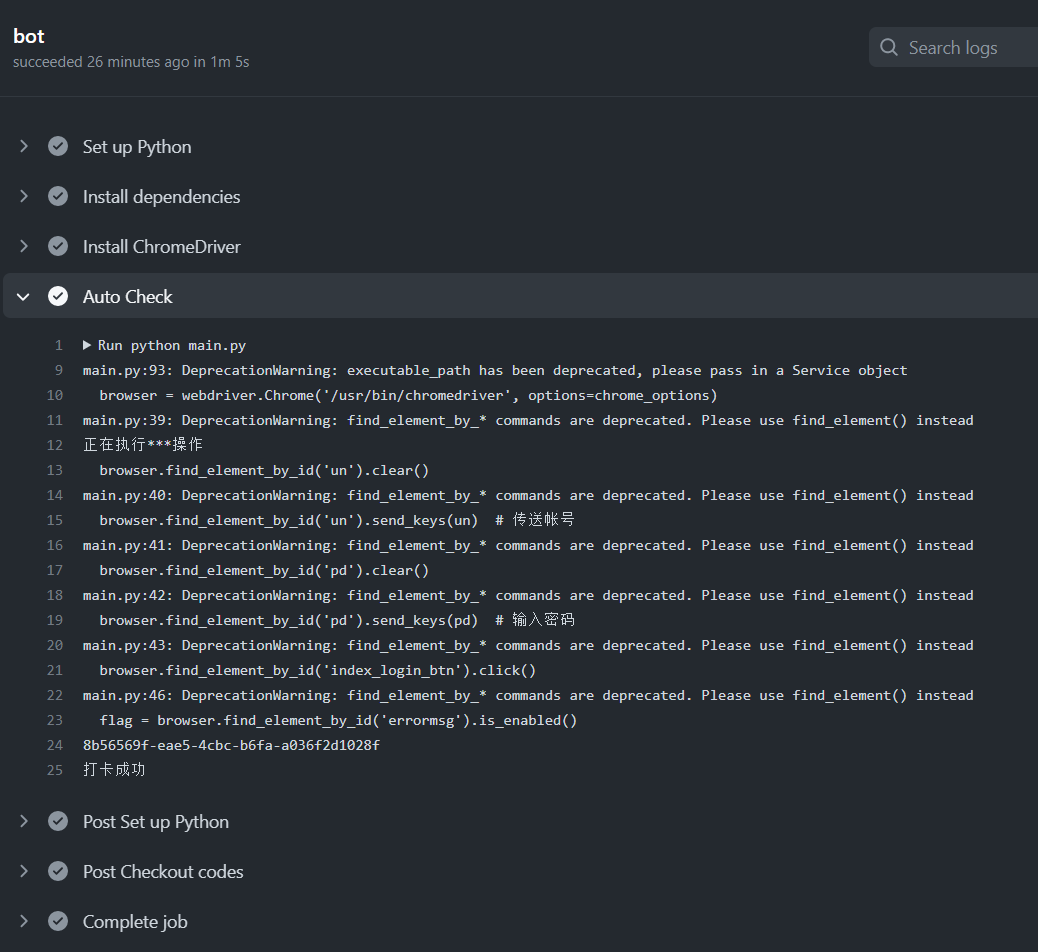 bot
succeeded 26 minutes ago in 1m 5s
Search logs
Set up Python
Install dependencies
Install ChromeDriver
Auto Check
1 Run python main.py
9 main.py:93: DeprecationWarning: executable_path has been deprecated, please pass in a Service object
10 browser = webdriver.Chrome('/usr/bin/chromedriver', options=chrome_options)
11 main.py:39: DeprecationWarning: find_element_by_* commands are deprecated. Please use find_element() instead
12 正在执行***操作
13 browser.find_element_by_id('un').clear()
14 main.py:40: DeprecationWarning: find_element_by_* commands are deprecated. Please use find_element() instead
15 browser.find_element_by_id('un').send_keys(un)  # 传送帐号
16 main.py:41: DeprecationWarning: find_element_by_* commands are deprecated. Please use find_element() instead
17 browser.find_element_by_id('pd').clear()
18 main.py:42: DeprecationWarning: find_element_by_* commands are deprecated. Please use find_element() instead
19 browser.find_element_by_id('pd').send_keys(pd)  # 输入密码
20 main.py:43: DeprecationWarning: find_element_by_* commands are deprecated. Please use find_element() instead
21 browser.find_element_by_id('index_login_btn').click()
22 main.py:46: DeprecationWarning: find_element_by_* commands are deprecated. Please use find_element() instead
23 flag = browser.find_element_by_id('errormsg').is_enabled()
24 8b56569f-eae5-4cbc-b6fa-a036f2d1028f
25 打卡成功
Post Set up Python
Post Checkout codes
Complete job